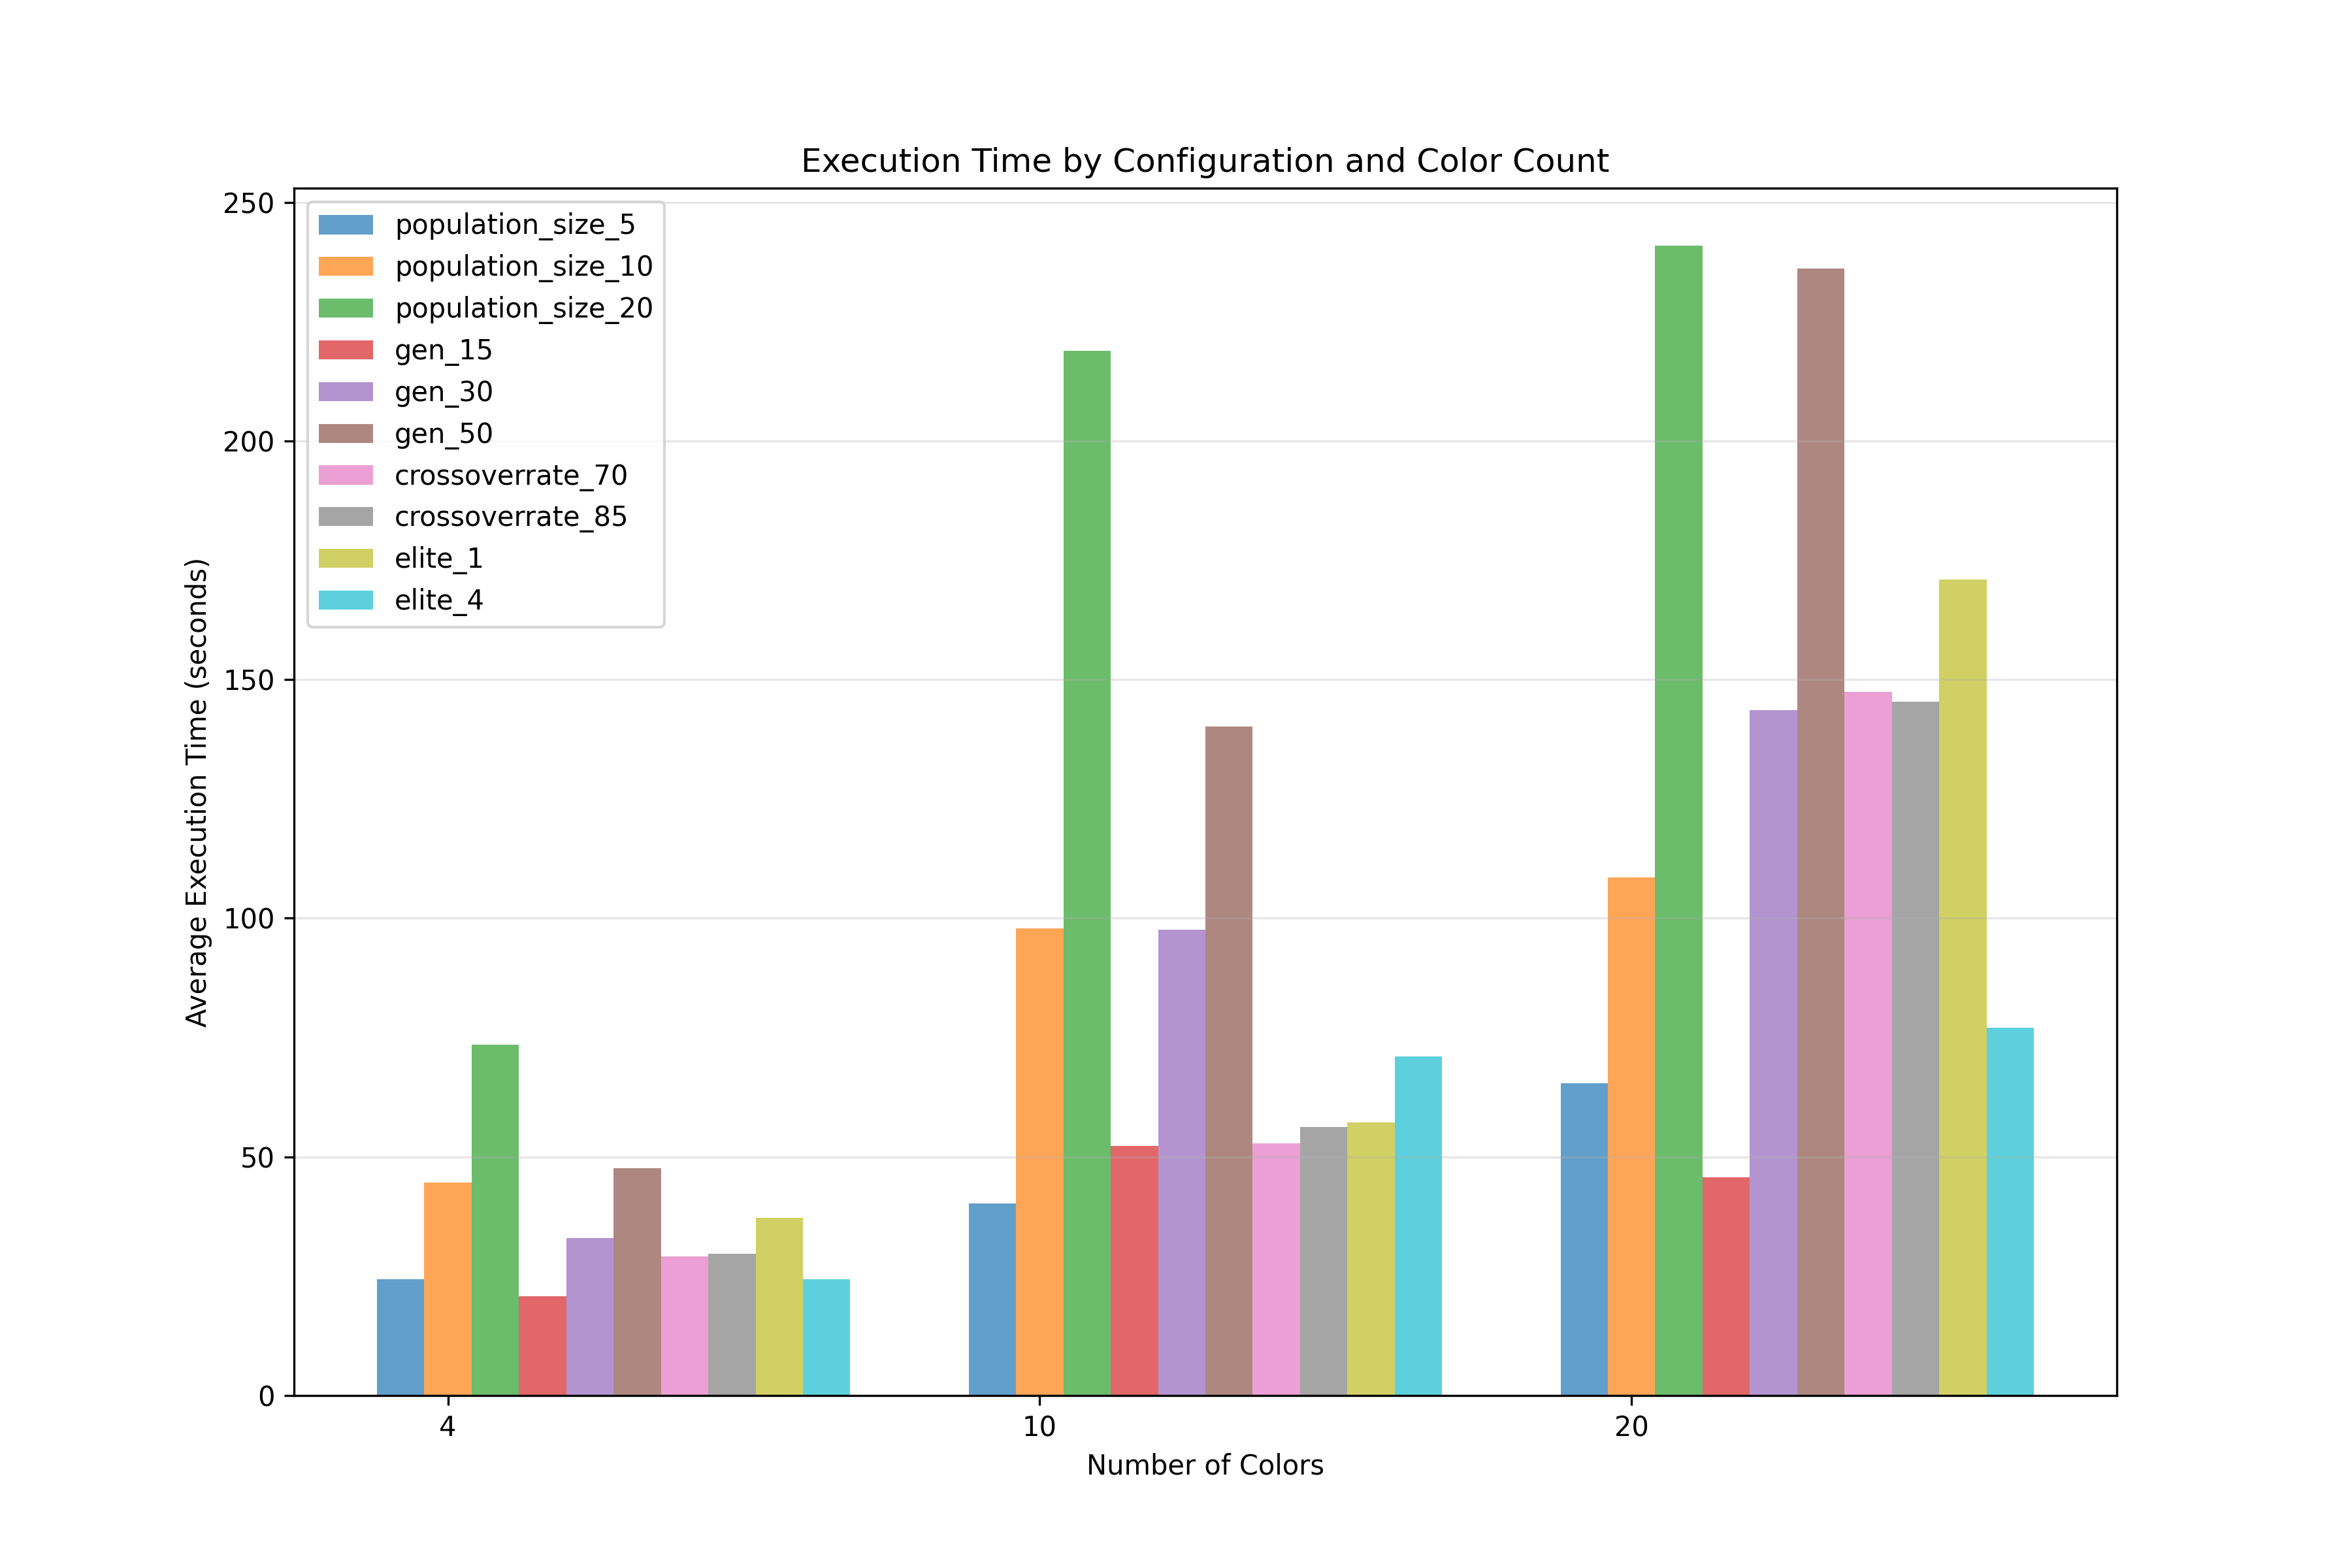 Execution Time by Configuration and Color Count
250
200
150
100
50
0
Average Execution Time (seconds)
population_size_5
population_size_10
population_size_20
gen_15
gen_30
gen_50
crossoverrate_70
crossoverrate_85
elite_1
elite_4
4
10
20
Number of Colors